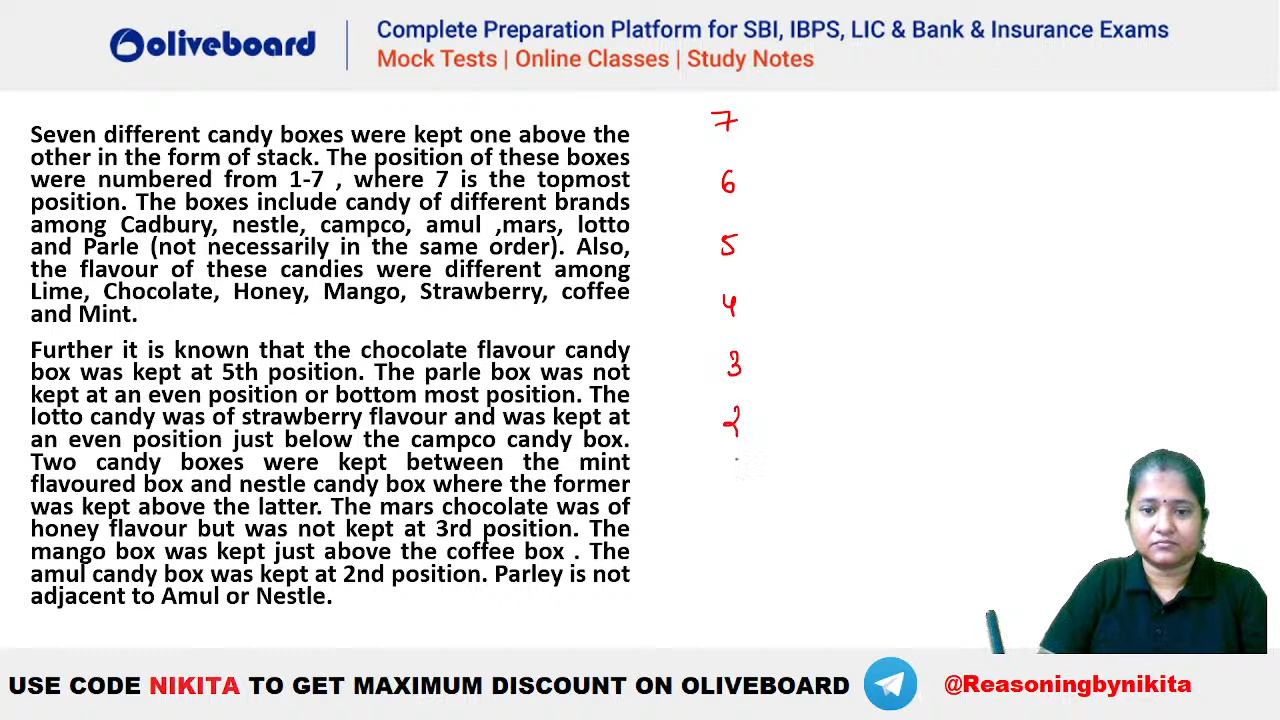 oliveboard
Complete Preparation Platform for SBI, IBPS, LIC & Bank & Insurance Exams
Mock Tests | Online Classes | Study Notes
Seven different candy boxes were kept one above the
other in the form of stack. The position of these boxes
were numbered from 1-7 , where 7 is the topmost
position. The boxes include candy of different brands
among Cadbury, nestle, campco, amul ,mars, lotto
and Parle (not necessarily in the same order). Also,
the flavour of these candies were different among
Lime, Chocolate, Honey, Mango, Strawberry, coffee
and Mint.
Further it is known that the chocolate flavour candy
box was kept at 5th position. The parle box was not
kept at an even position or bottom most position. The
lotto candy was of strawberry flavour and was kept at
an even position just below the campco candy box.
Two candy boxes were kept between the mint
flavoured box and nestle candy box where the former
was kept above the latter. The mars chocolate was of
honey flavour but was not kept at 3rd position. The
mango box was kept just above the coffee box . The
amul candy box was kept at 2nd position. Parley is not
adjacent to Amul or Nestle.
7
6
5
4
3
2
USE CODE NIKITA TO GET MAXIMUM DISCOUNT ON OLIVEBOARD
@Reasoningbynikita